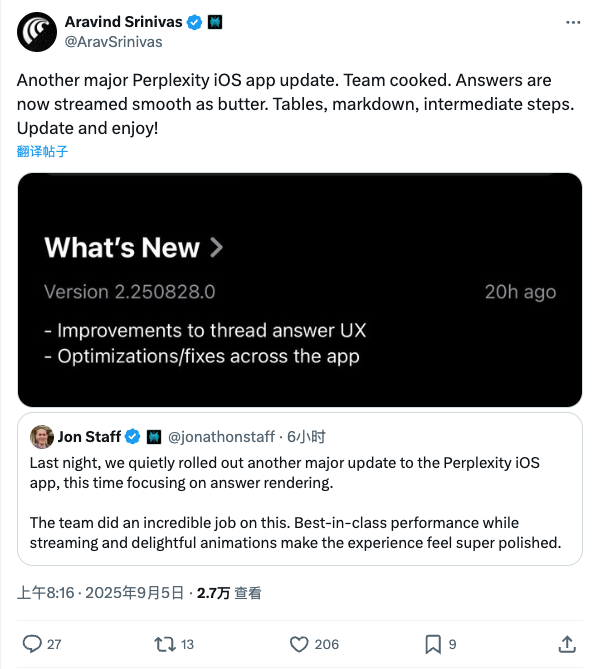 Aravind Srinivas
@AravSrinivas
Another major Perplexity iOS app update. Team cooked. Answers are
now streamed smooth as butter. Tables, markdown, intermediate steps.
Update and enjoy!
翻译帖子
What's New
Version 2.250828.0 20h ago
- Improvements to thread answer UX
- Optimizations/fixes across the app
Jon Staff @jonathonstaff · 6小时
Last night, we quietly rolled out another major update to the Perplexity iOS
app, this time focusing on answer rendering.
The team did an incredible job on this. Best-in-class performance while
streaming and delightful animations make the experience feel super polished.
上午8:16 · 2025年9月5日 · 2.7万 查看
27 13 206 9